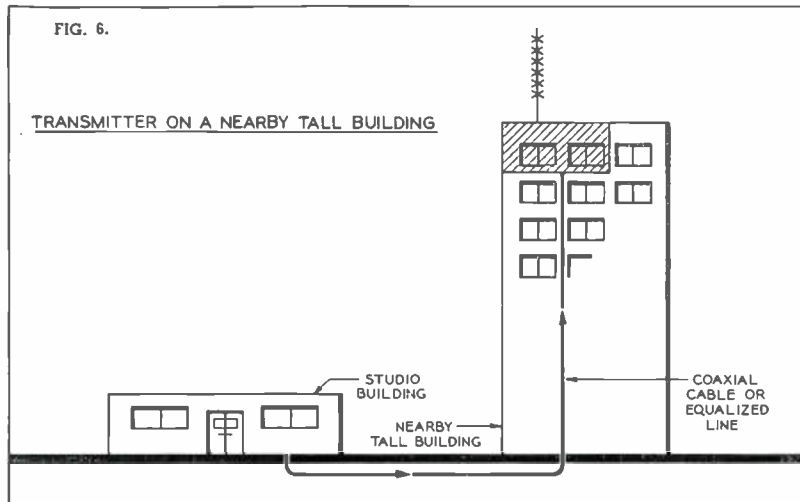 FIG. 6.
TRANSMITTER ON A NEARBY TALL BUILDING
STUDIO
BUILDING
NEARBY
TALL BUILDING
COAXIAL
CABLE OR
EQUALIZED
LINE